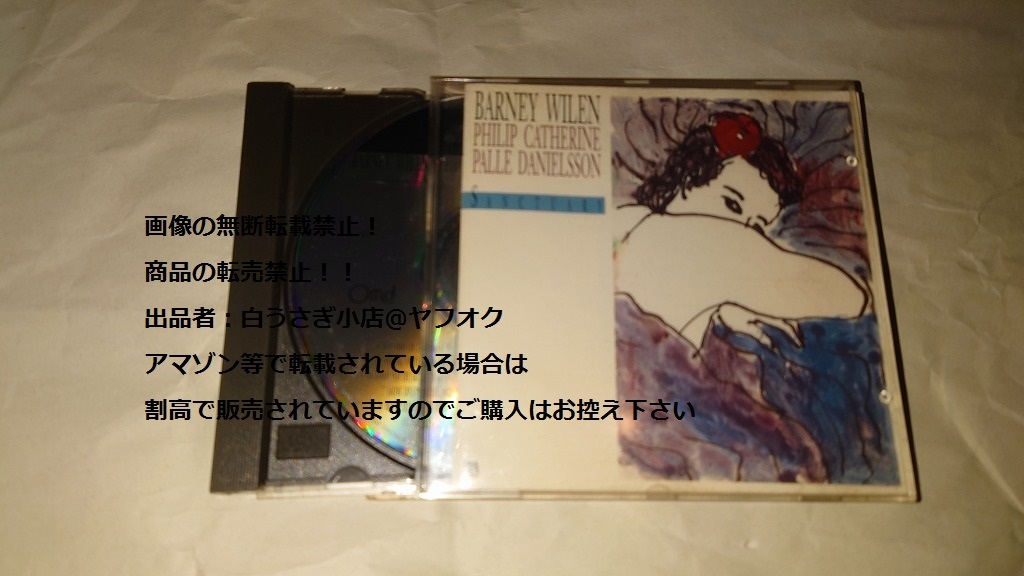 BARNEY WILEN
PHILIP CATHERINE
PALLE DANIELSSON
SANCTUARY
画像の無断転載禁止！
商品の転売禁止！！
出品者：白うさぎ小店@ヤフオク
アマゾン等で転載されている場合は
割高で販売されていますのでご購入はお控え下さい